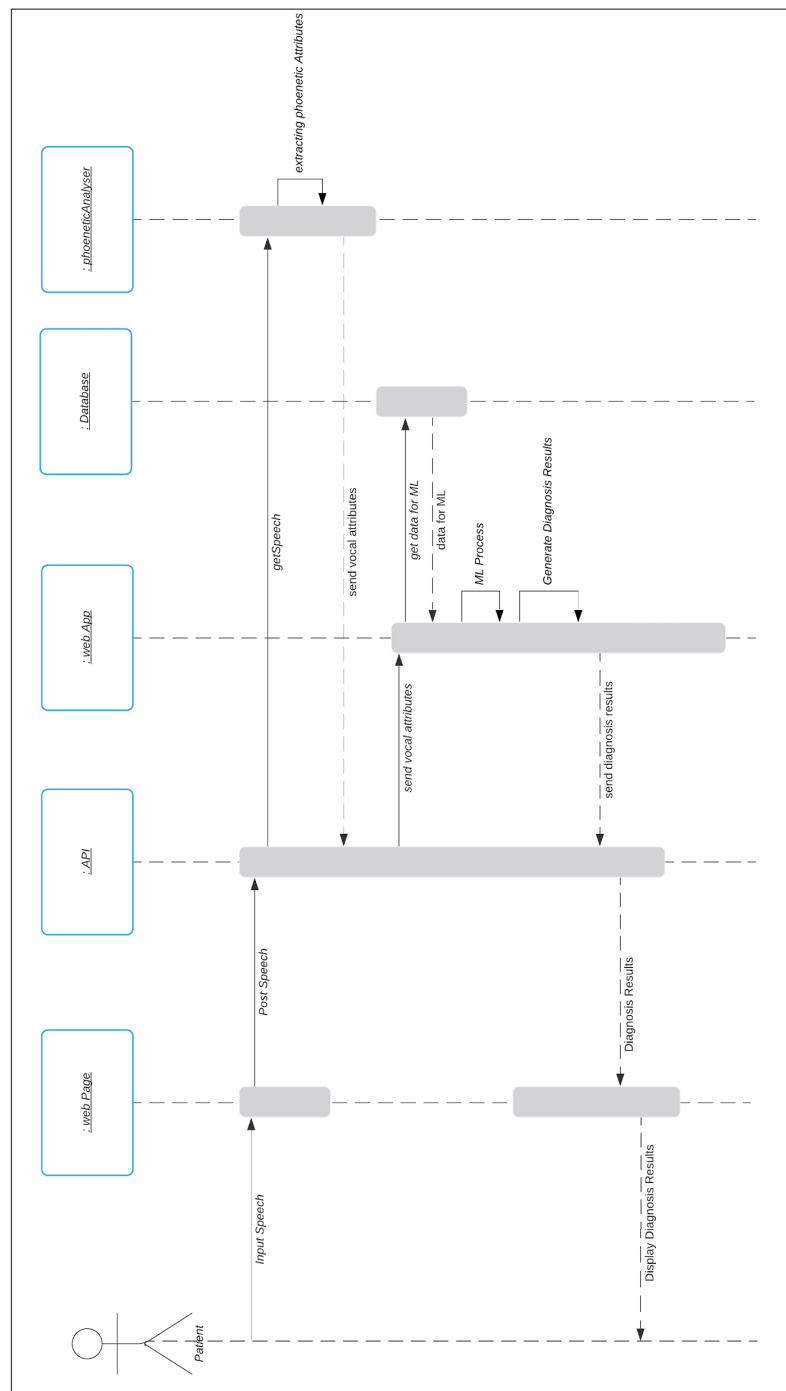 Patient
: web Page
: API
: web App
: Database
: phoeneticAnalyser
Input Speech
Post Speech
getSpeech
extracting phoenetic Attributes
send vocal attributes
send vocal attributes
get data for ML
data for ML
ML Process
Generate Diagnosis Results
send diagnosis results
Diagnosis Results
Display Diagnosis Results